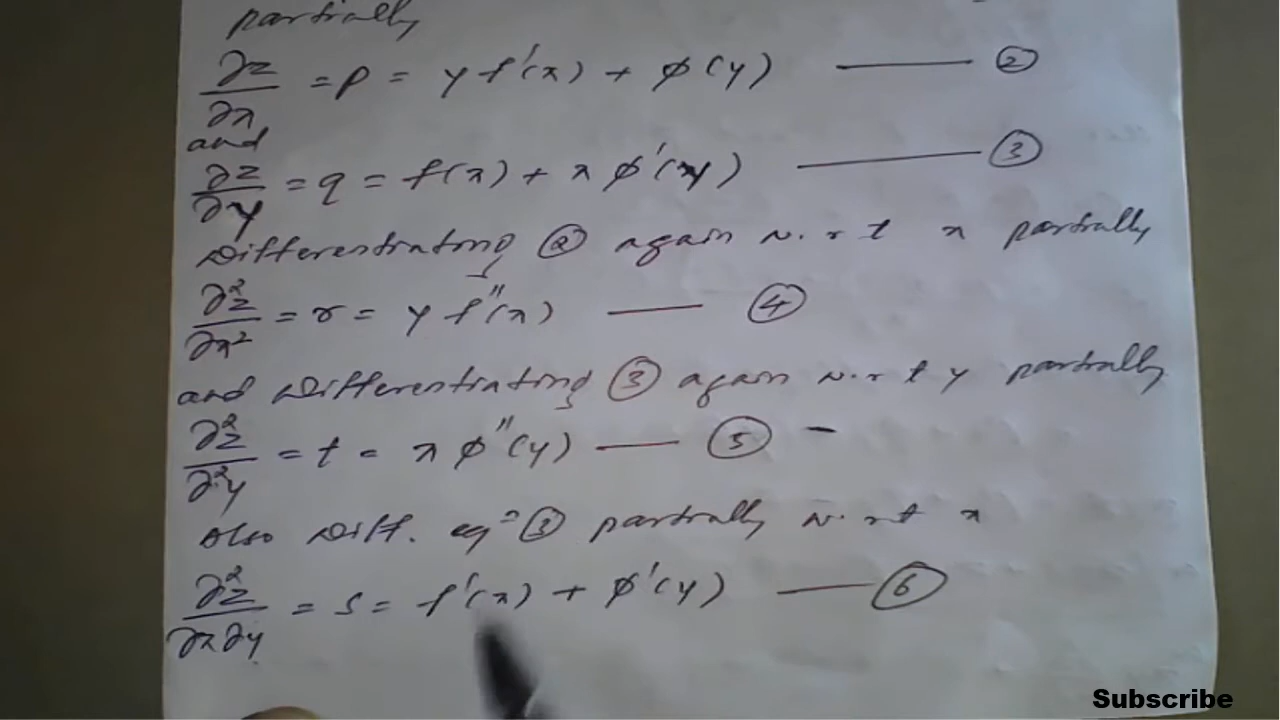 partially
∂z/∂x = p = y f'(x) + φ(y) —— ②
and
∂z/∂y = q = f(x) + x φ'(y) —— ③
Differentiating ② again w.r.t x partially
∂²z/∂x² = r = y f''(x) —— ④
and Differentiating ③ again w.r.t y partially
∂²z/∂²y = t = x φ''(y) —— ⑤ -
Also Diff. eqⁿ ③ partially w.r.t x
∂²z/∂x∂y = s = f'(x) + φ'(y) —— ⑥
Subscribe